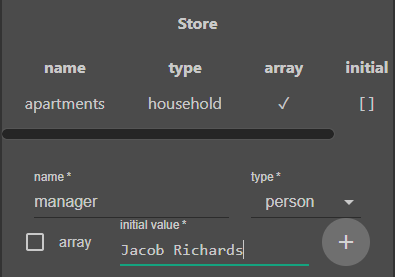 Store
name type array initial
apartments household ✓ []
name * type *
manager person
array initial value *
Jacob Richards
+